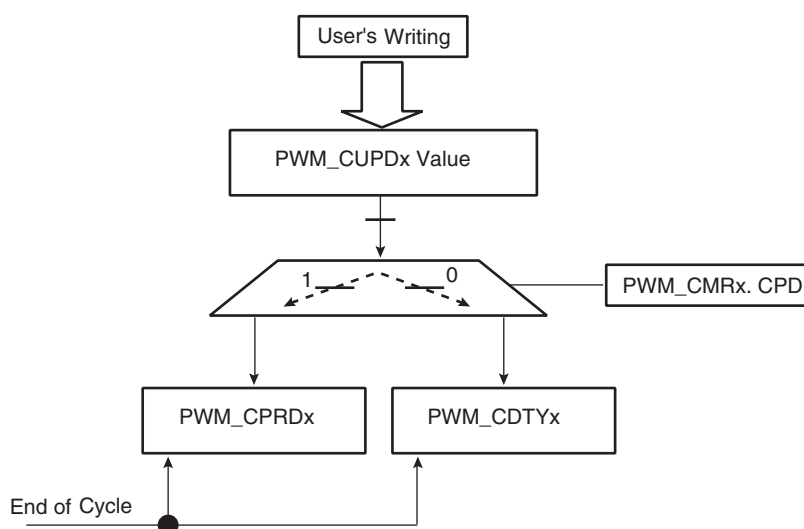 User's Writing
PWM_CUPDx Value
1
0
PWM_CMRx. CPD
PWM_CPRDx
PWM_CDTYx
End of Cycle